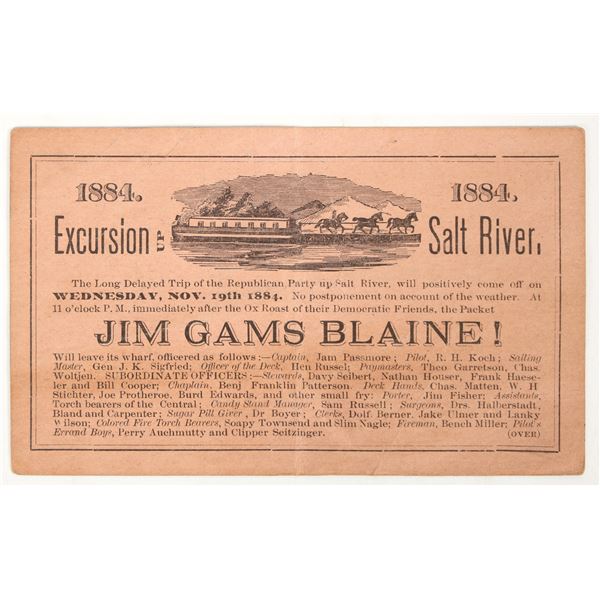 1884. 1884.
Excursion UP Salt River.
The Long Delayed Trip of the Republican Party up Salt River, will positively come off on
WEDNESDAY, NOV. 19th 1884. No postponement on account of the weather. At
11 o'clock P. M., immediately after the Ox Roast of their Democratic Friends, the Packet
JIM GAMS BLAINE!
Will leave its wharf, officered as follows:—Captain, Jam Passmore; Pilot, R. H. Koch; Sailing
Master, Gen J. K. Sigfried; Officer of the Deck, Hen Russel; Paymasters, Theo Garretson, Chas.
Woltjen. SUBORDINATE OFFICERS:—Stewards, Davy Seibert, Nathan Houser, Frank Haese-
ler and Bill Cooper; Chaplain, Benj Franklin Patterson. Deck Hands, Chas. Matten, W. H
Stichter, Joe Protheroe, Burd Edwards, and other small fry: Porter, Jim Fisher; Assistants,
Torch bearers of the Central; Candy Stand Manager, Sam Russell; Surgeons, Drs. Halberstadt,
Bland and Carpenter; Sugar Pill Giver, Dr Boyer; Clerks, Dolf. Berner, Jake Ulmer and Lanky
Wilson; Colored Fire Torch Bearers, Soapy Townsend and Slim Nagle; Fireman, Bench Miller; Pilot's
Errand Boys, Perry Auchmutty and Clipper Seitzinger. (OVER)